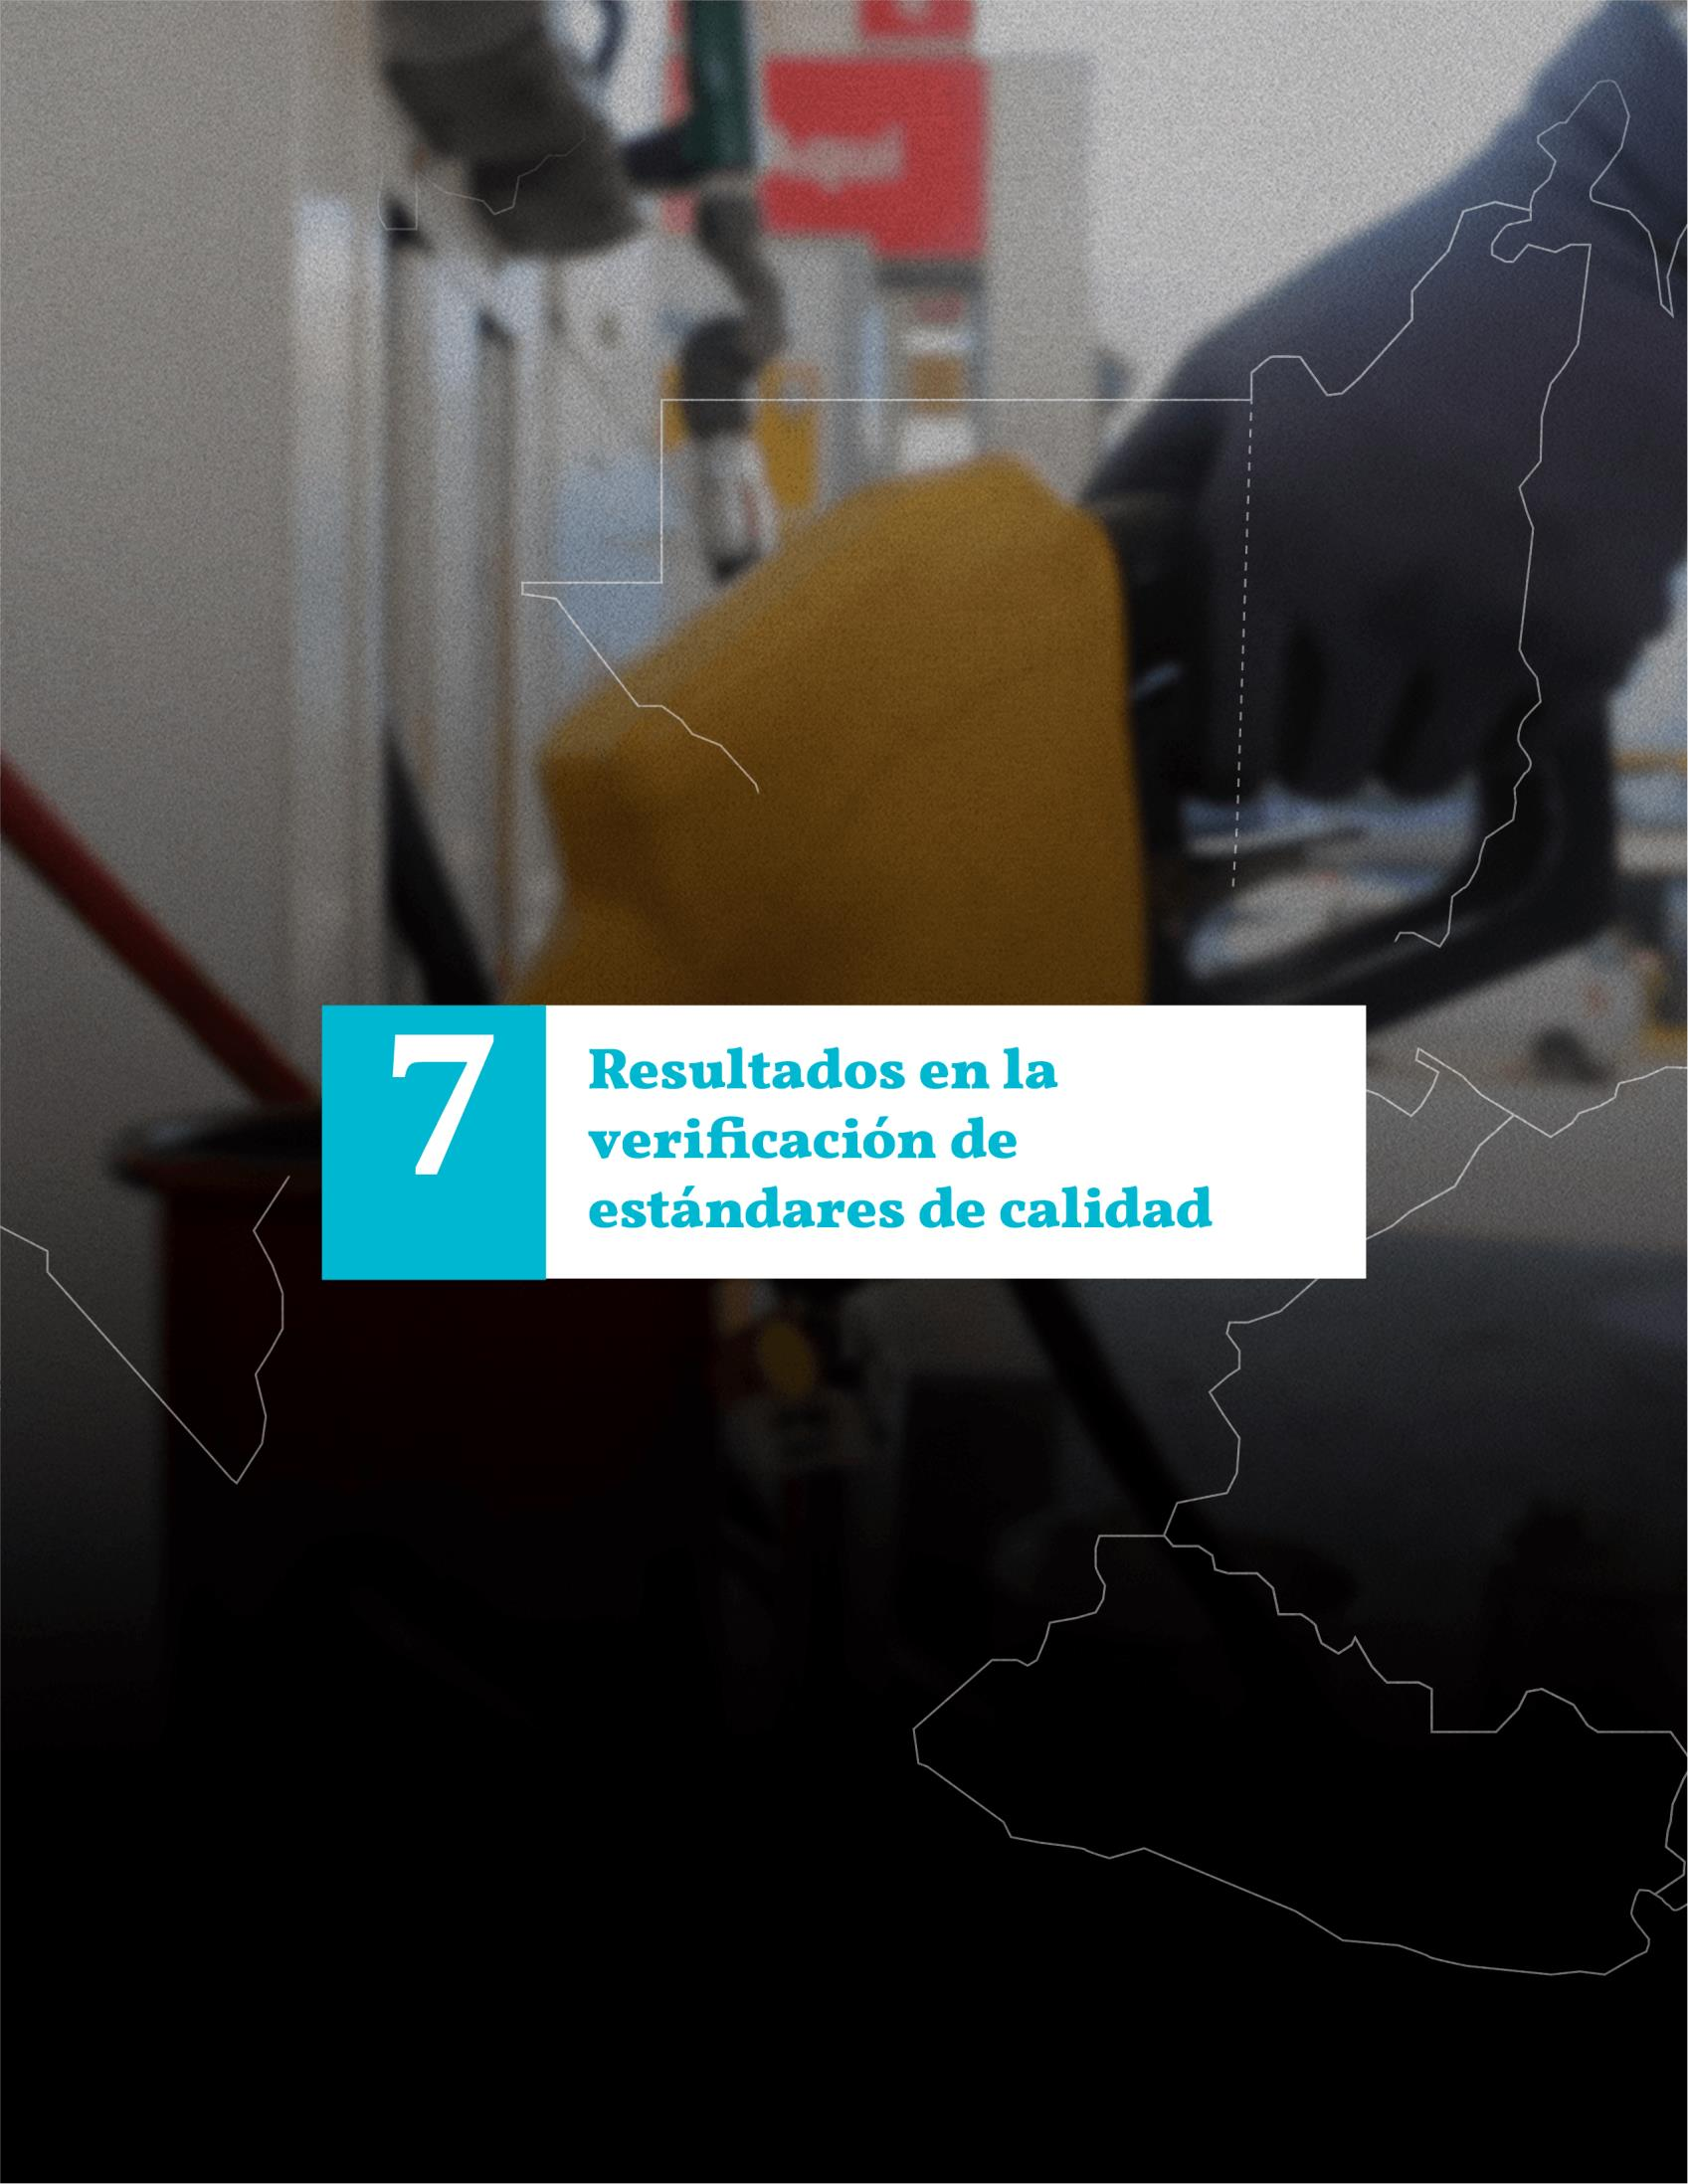 7
Resultados en la
verificación de
estándares de calidad